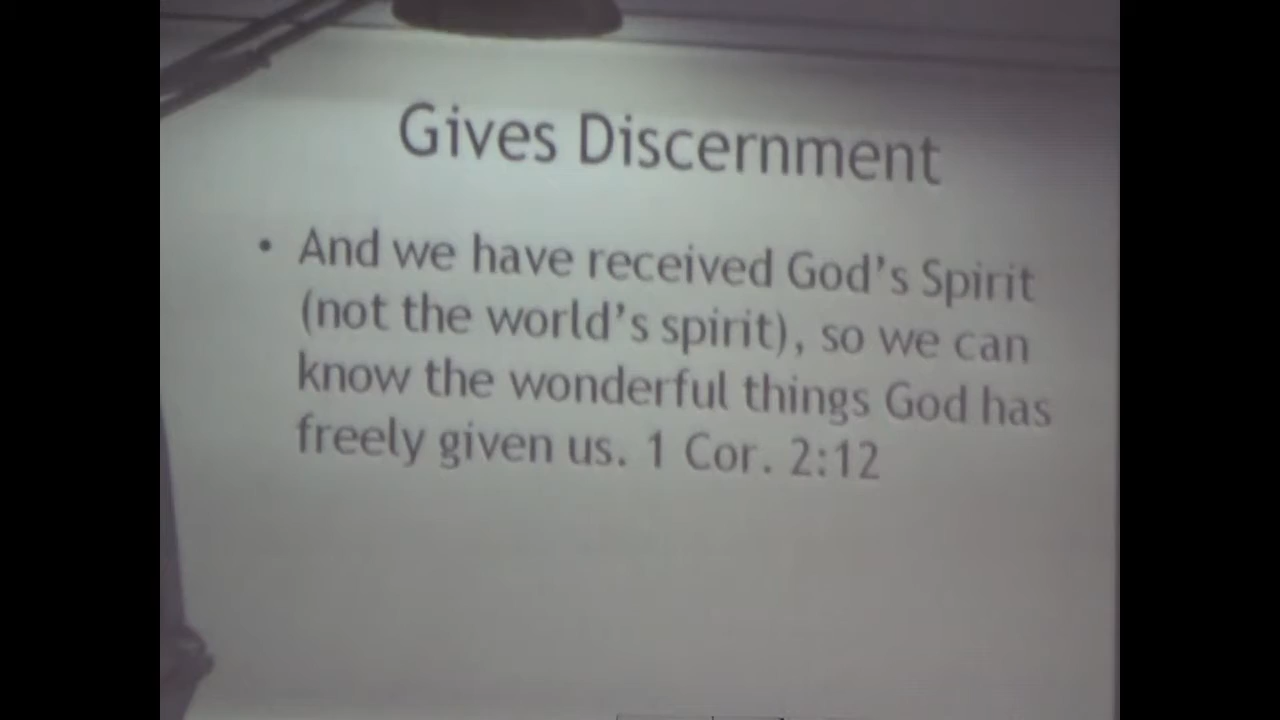 Gives Discernment
• And we have received God's Spirit
(not the world's spirit), so we can
know the wonderful things God has
freely given us. 1 Cor. 2:12